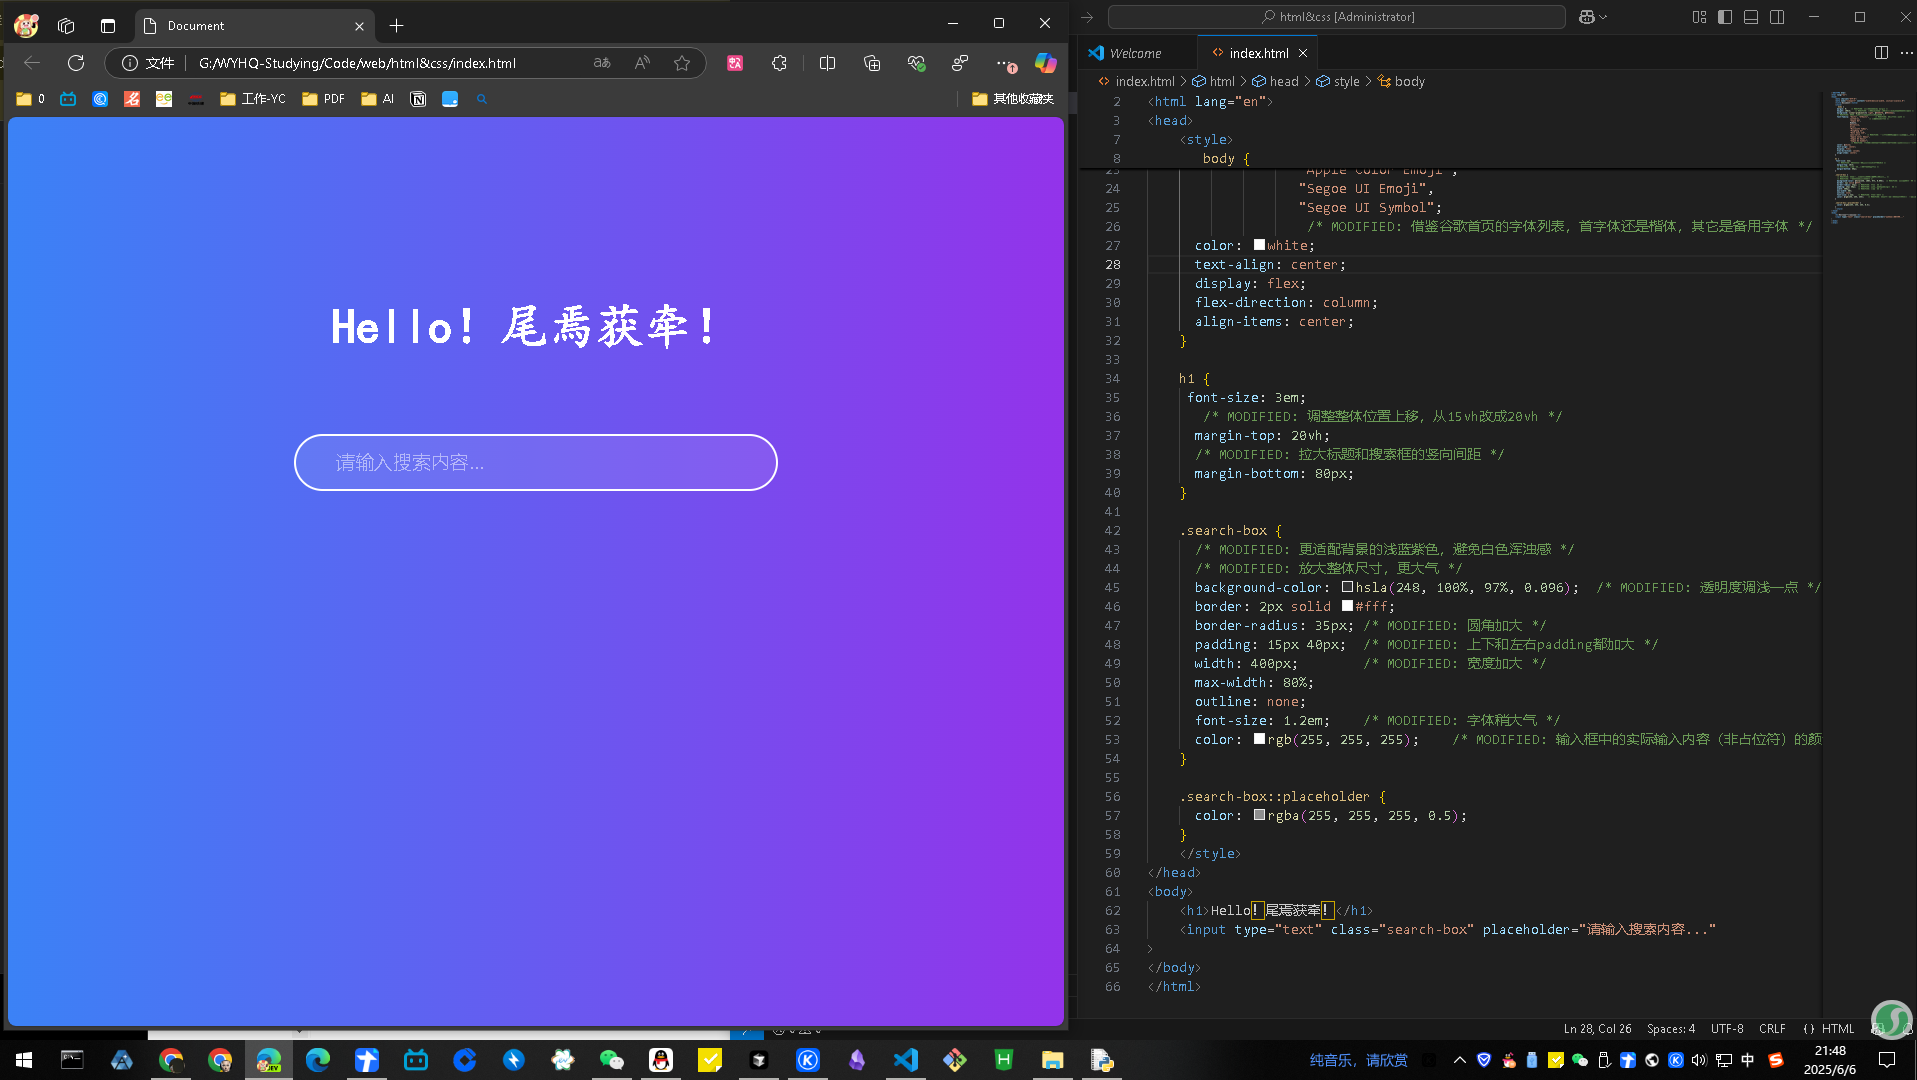 Document
文件
G:/WYHQ-Studying/Code/web/html&css/index.html
0
工作-YC
PDF
AI
其他收藏夹
Hello! 尾焉获牵!
请输入搜索内容...
html&css [Administrator]
Welcome
index.html
index.html > html > head > style > body
2 <html lang="en">
3 <head>
7 <style>
8 body {
23 "Apple Color Emoji",
24 "Segoe UI Emoji",
25 "Segoe UI Symbol";
26 /* MODIFIED: 借鉴谷歌首页的字体列表, 首字体还是楷体, 其它是备用字体 */
27 color: white;
28 text-align: center;
29 display: flex;
30 flex-direction: column;
31 align-items: center;
32 }
33
34 h1 {
35 font-size: 3em;
36 /* MODIFIED: 调整整体位置上移, 从15vh改成20vh */
37 margin-top: 20vh;
38 /* MODIFIED: 拉大标题和搜索框的竖向间距 */
39 margin-bottom: 80px;
40 }
41
42 .search-box {
43 /* MODIFIED: 更适配背景的浅蓝紫色, 避免白色浑浊感 */
44 /* MODIFIED: 放大整体尺寸, 更大气 */
45 background-color: hsla(248, 100%, 97%, 0.096); /* MODIFIED: 透明度调浅一点 */
46 border: 2px solid #fff;
47 border-radius: 35px; /* MODIFIED: 圆角加大 */
48 padding: 15px 40px; /* MODIFIED: 上下和左右padding都加大 */
49 width: 400px; /* MODIFIED: 宽度加大 */
50 max-width: 80%;
51 outline: none;
52 font-size: 1.2em; /* MODIFIED: 字体稍大气 */
53 color: rgb(255, 255, 255); /* MODIFIED: 输入框中的实际输入内容（非占位符）的颜
54 }
55
56 .search-box::placeholder {
57 color: rgba(255, 255, 255, 0.5);
58 }
59 </style>
60 </head>
61 <body>
62 <h1>Hello! 尾焉获牵! </h1>
63 <input type="text" class="search-box" placeholder="请输入搜索内容..."
64 >
65 </body>
66 </html>
Ln 28, Col 26 Spaces: 4 UTF-8 CRLF {} HTML
纯音乐, 请欣赏
中
21:48
2025/6/6